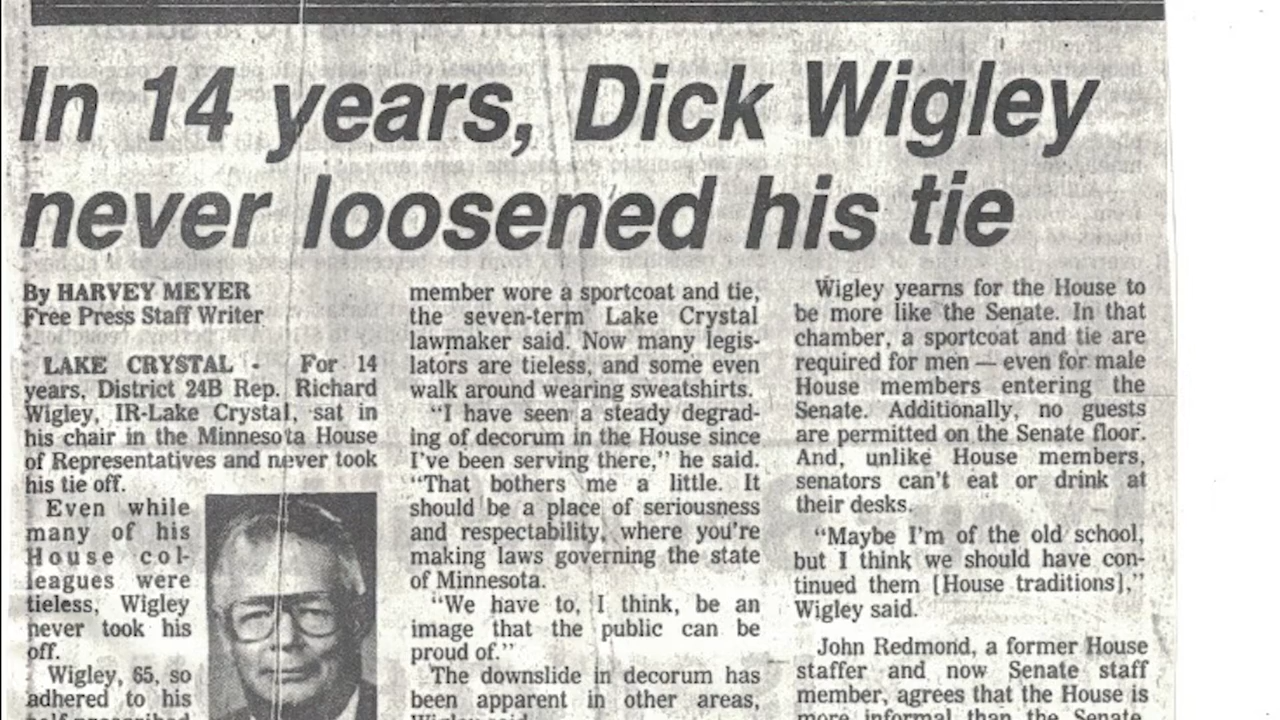 In 14 years, Dick Wigley
never loosened his tie
By HARVEY MEYER
Free Press Staff Writer
LAKE CRYSTAL - For 14
years, District 24B Rep. Richard
Wigley, IR-Lake Crystal, sat in
his chair in the Minnesota House
of Representatives and never took
his tie off.
Even while
many of his
House col-
leagues were
tieless, Wigley
never took his
off.
Wigley, 65, so
adhered to his
member wore a sportcoat and tie,
the seven-term Lake Crystal
lawmaker said. Now many legis-
lators are tieless, and some even
walk around wearing sweatshirts.
"I have seen a steady degrad-
ing of decorum in the House since
I've been serving there," he said.
"That bothers me a little. It
should be a place of seriousness
and respectability, where you're
making laws governing the state
of Minnesota.
"We have to, I think, be an
image that the public can be
proud of."
The downslide in decorum has
been apparent in other areas,
Wigley said.
Wigley yearns for the House to
be more like the Senate. In that
chamber, a sportcoat and tie are
required for men — even for male
House members entering the
Senate. Additionally, no guests
are permitted on the Senate floor.
And, unlike House members,
senators can't eat or drink at
their desks.
"Maybe I'm of the old school,
but I think we should have con-
tinued them [House traditions],"
Wigley said.
John Redmond, a former House
staffer and now Senate staff
member, agrees that the House is
more informal than the Senate.